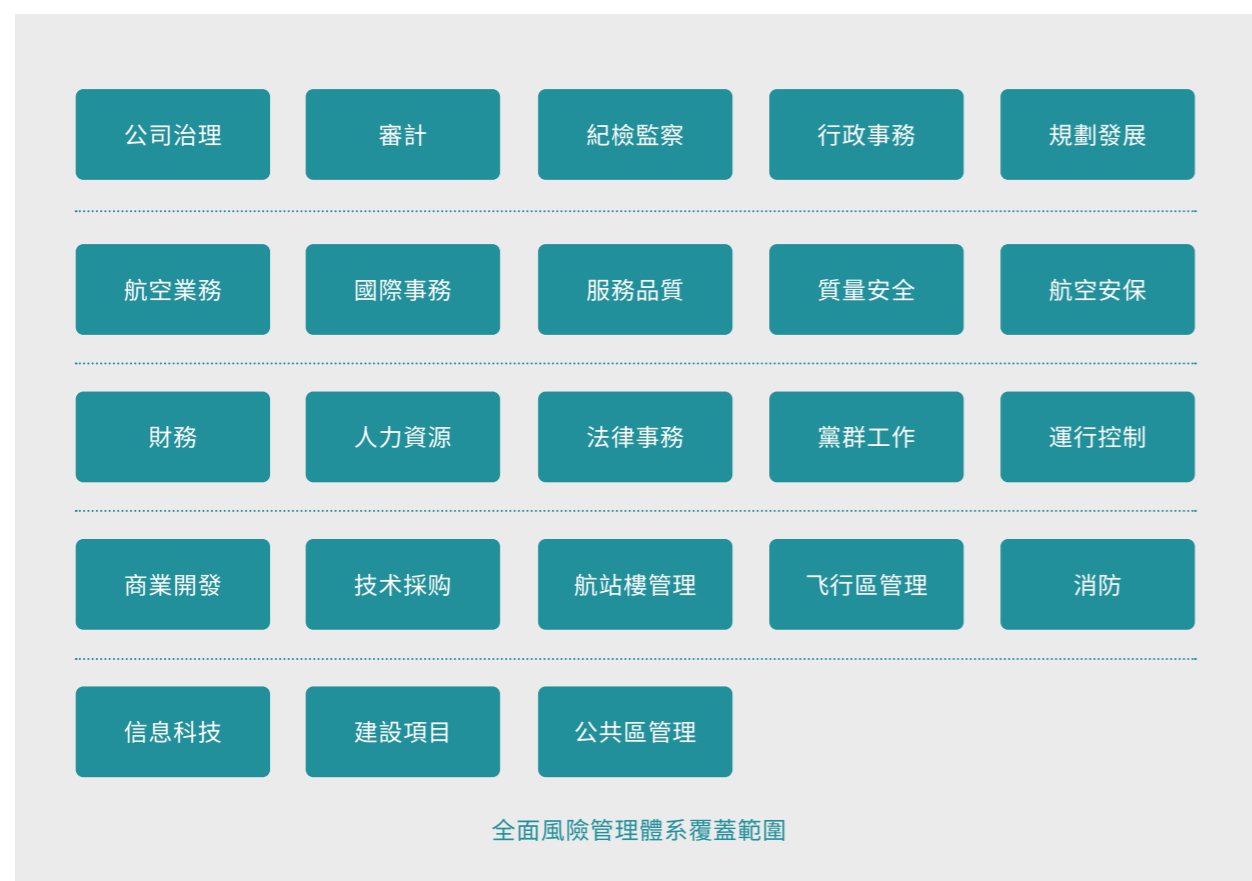 公司治理
審計
紀檢監察
行政事務
規劃發展
航空業務
國際事務
服務品質
質量安全
航空安保
財務
人力資源
法律事務
黨群工作
運行控制
商業開發
技术採购
航站樓管理
飞行區管理
消防
信息科技
建設項目
公共區管理
全面風險管理體系覆蓋範圍